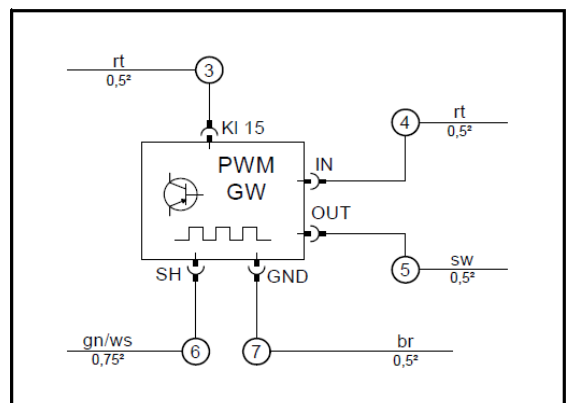 rt
0,5²
3
KI 15
4
rt
0,5²
PWM
GW
IN
OUT
5
sw
0,5²
SH
GND
gn/ws
0,75²
6
7
br
0,5²